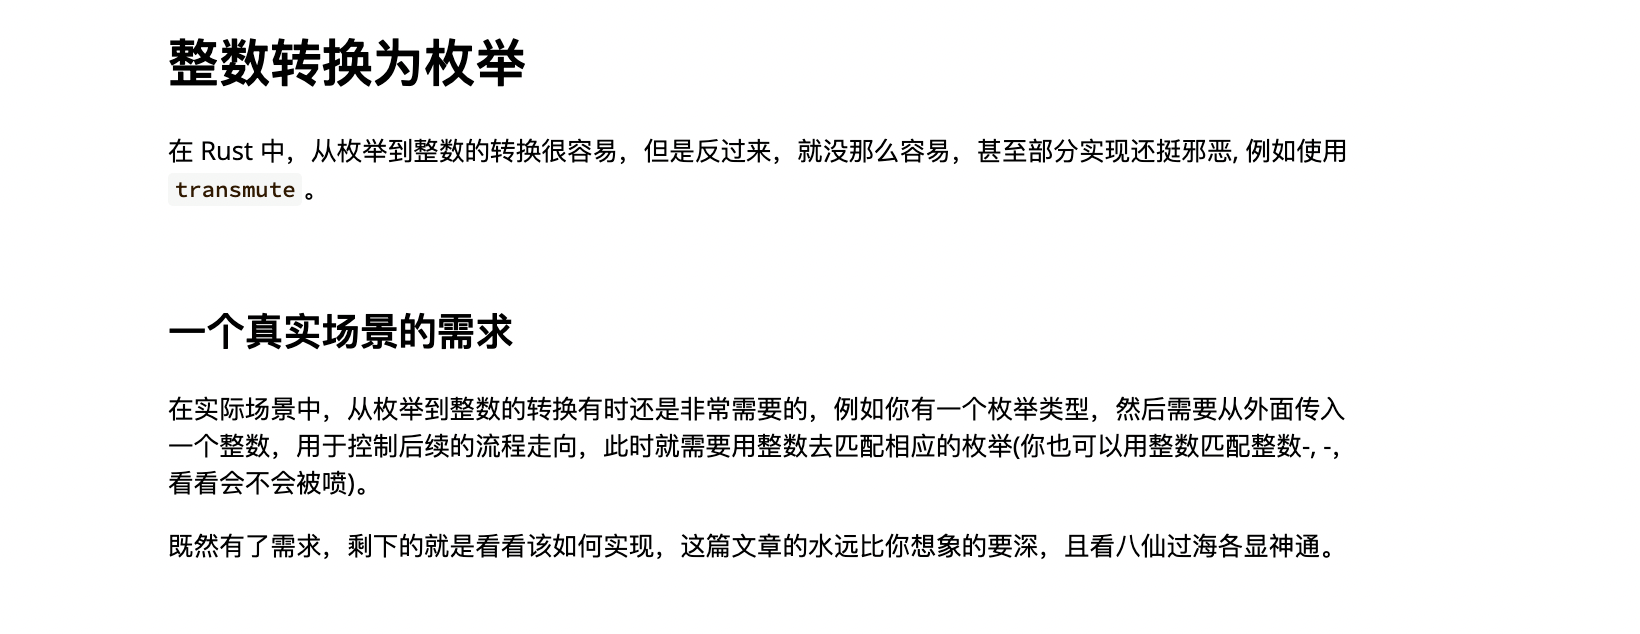 整数转换为枚举
在 Rust 中，从枚举到整数的转换很容易，但是反过来，就没那么容易，甚至部分实现还挺邪恶, 例如使用
transmute 。
一个真实场景的需求
在实际场景中，从枚举到整数的转换有时还是非常需要的，例如你有一个枚举类型，然后需要从外面传入
一个整数，用于控制后续的流程走向，此时就需要用整数去匹配相应的枚举(你也可以用整数匹配整数-, -，
看看会不会被喷)。
既然有了需求，剩下的就是看看该如何实现，这篇文章的水远比你想象的要深，且看八仙过海各显神通。